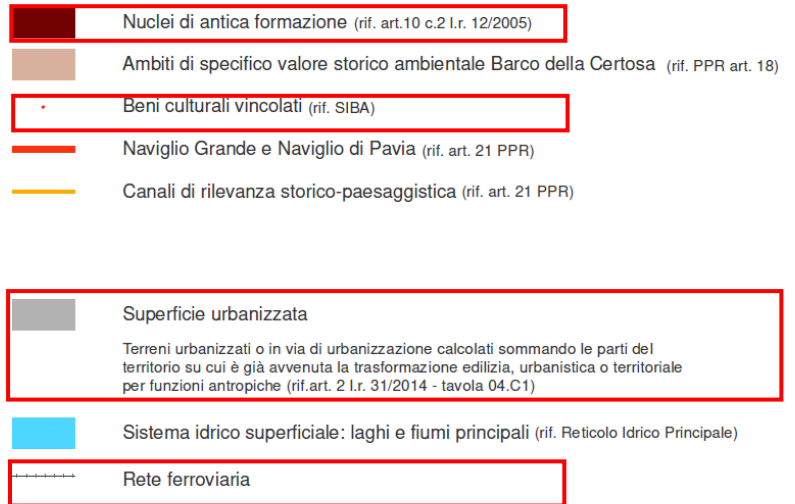 Nuclei di antica formazione (rif. art.10 c.2 l.r. 12/2005)
Ambiti di specifico valore storico ambientale Barco della Certosa (rif. PPR art. 18)
Beni culturali vincolati (rif. SIBA)
Naviglio Grande e Naviglio di Pavia (rif. art. 21 PPR)
Canali di rilevanza storico-paesaggistica (rif. art. 21 PPR)
Superficie urbanizzata
Terreni urbanizzati o in via di urbanizzazione calcolati sommando le parti del
territorio su cui è già avvenuta la trasformazione edilizia, urbanistica o territoriale
per funzioni antropiche (rif.art. 2 l.r. 31/2014 - tavola 04.C1)
Sistema idrico superficiale: laghi e fiumi principali (rif. Reticolo Idrico Principale)
Rete ferroviaria